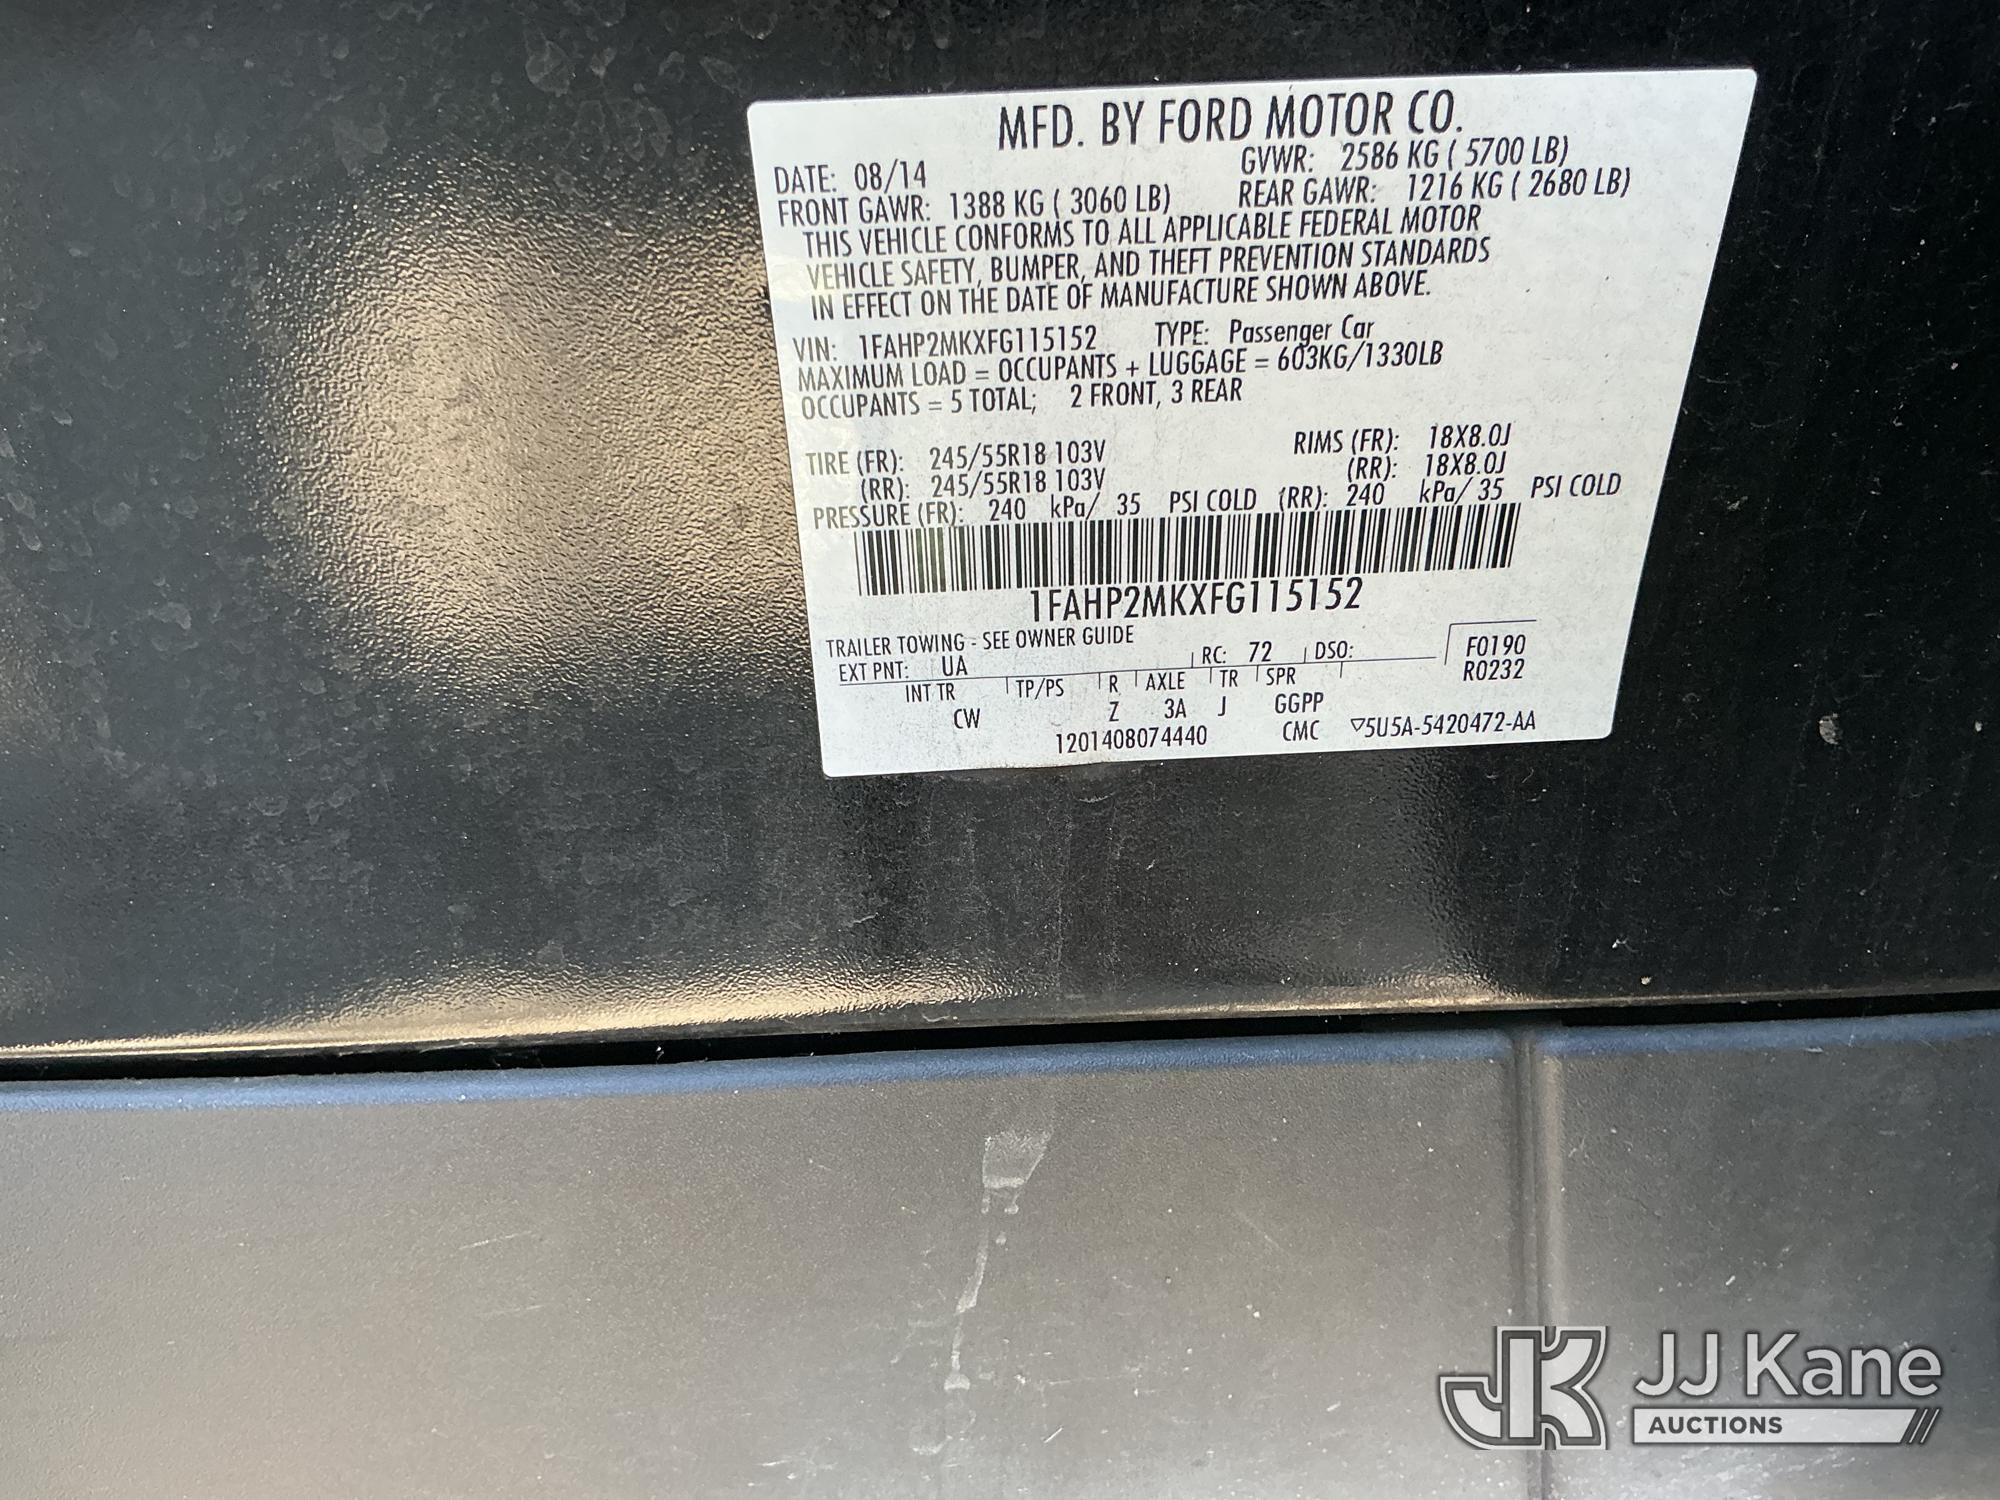 MFD. BY FORD MOTOR CO.
DATE: 08/14 GVWR: 2586 KG ( 5700 LB)
FRONT GAWR: 1388 KG ( 3060 LB) REAR GAWR: 1216 KG ( 2680 LB)
THIS VEHICLE CONFORMS TO ALL APPLICABLE FEDERAL MOTOR
VEHICLE SAFETY, BUMPER, AND THEFT PREVENTION STANDARDS
IN EFFECT ON THE DATE OF MANUFACTURE SHOWN ABOVE.
VIN: 1FAHP2MKXFG115152 TYPE: Passenger Car
MAXIMUM LOAD = OCCUPANTS + LUGGAGE = 603KG/1330LB
OCCUPANTS = 5 TOTAL; 2 FRONT, 3 REAR
TIRE (FR): 245/55R18 103V RIMS (FR): 18X8.0J
(RR): 245/55R18 103V (RR): 18X8.0J
PRESSURE (FR): 240 kPa/ 35 PSI COLD (RR): 240 kPa/ 35 PSI COLD
1FAHP2MKXFG115152
TRAILER TOWING - SEE OWNER GUIDE
EXT PNT: UA RC: 72 DSO: F0190
R0232
INT TR TP/PS R AXLE TR SPR
CW Z 3A J GGPP
1201408074440 CMC ▽5U5A-5420472-AA
JK JJ Kane
AUCTIONS